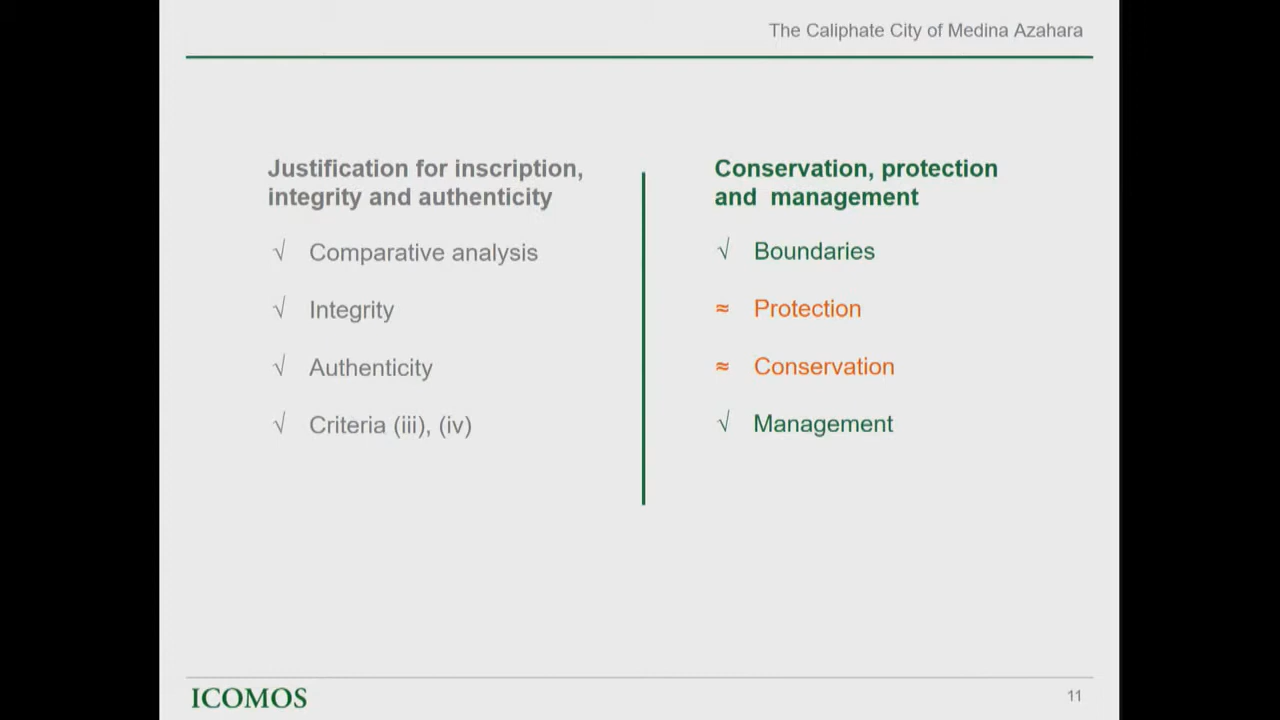 The Caliphate City of Medina Azahara
Justification for inscription,
integrity and authenticity
√ Comparative analysis
√ Integrity
√ Authenticity
√ Criteria (iii), (iv)
Conservation, protection
and management
√ Boundaries
≈ Protection
≈ Conservation
√ Management
ICOMOS
11